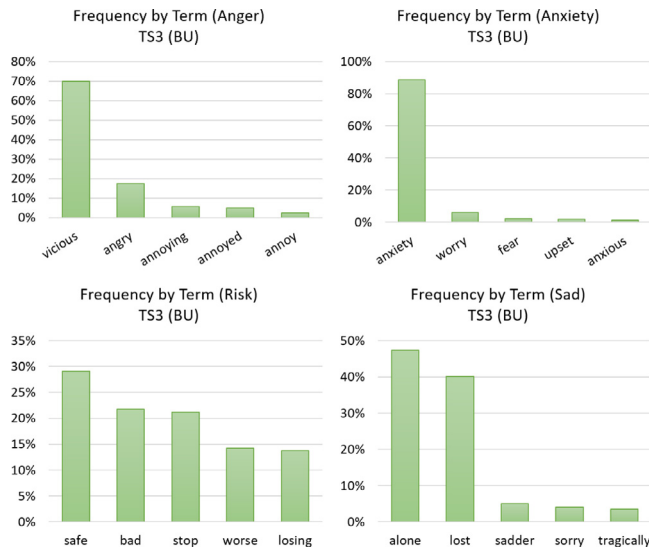 Frequency by Term (Anger)
TS3 (BU)
80%
70%
60%
50%
40%
30%
20%
10%
0%
vicious
angry
annoying
annoyed
annoy
Frequency by Term (Anxiety)
TS3 (BU)
100%
80%
60%
40%
20%
0%
anxiety
worry
fear
upset
anxious
Frequency by Term (Risk)
TS3 (BU)
35%
30%
25%
20%
15%
10%
5%
0%
safe bad stop worse losing
Frequency by Term (Sad)
TS3 (BU)
50%
40%
30%
20%
10%
0%
alone lost sadder sorry tragically